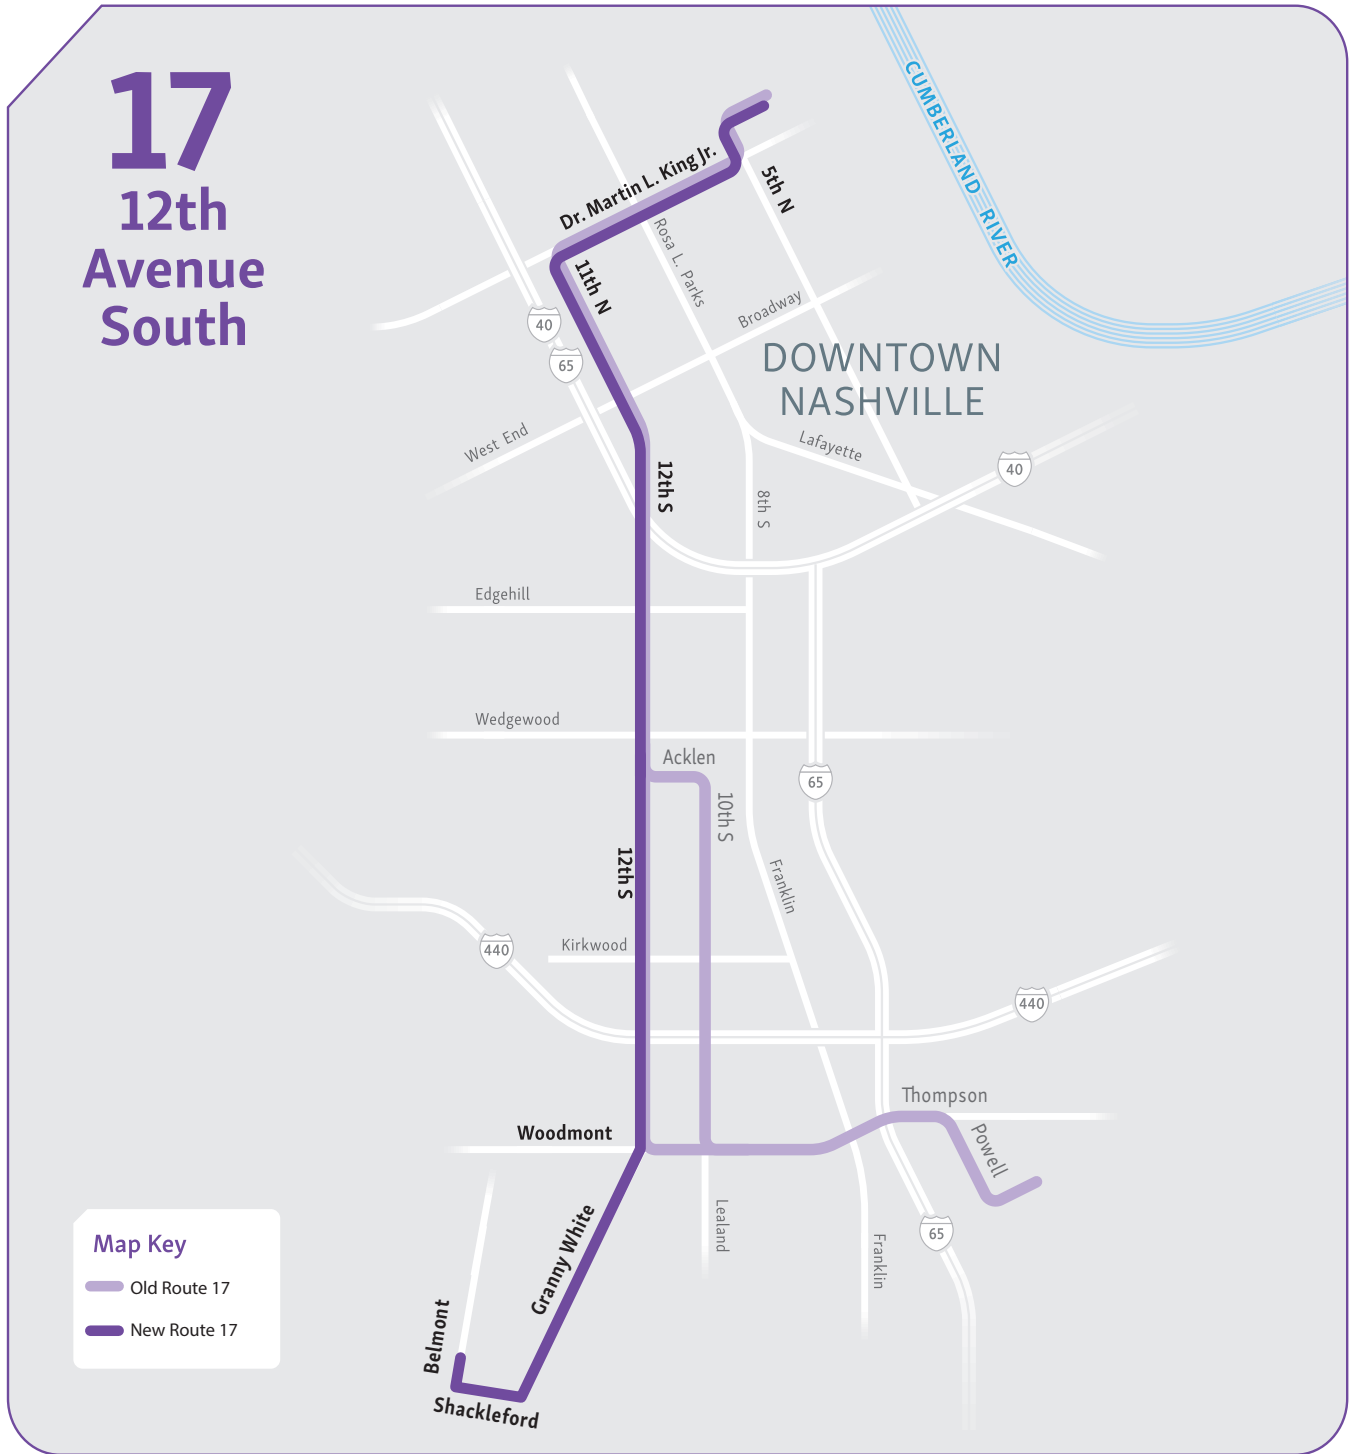 17
12th
Avenue
South
CUMBERLAND RIVER
Dr. Martin L. King Jr.
5th N
Rosa L. Parks
11th N
Broadway
40
65
DOWNTOWN
NASHVILLE
West End
Lafayette
40
12th S
8th S
Edgehill
Wedgewood
Acklen
65
10th S
12th S
Franklin
Kirkwood
440
440
Thompson
Woodmont
Powell
Lealand
Granny White
65
Franklin
Belmont
Shackleford
Map Key
Old Route 17
New Route 17